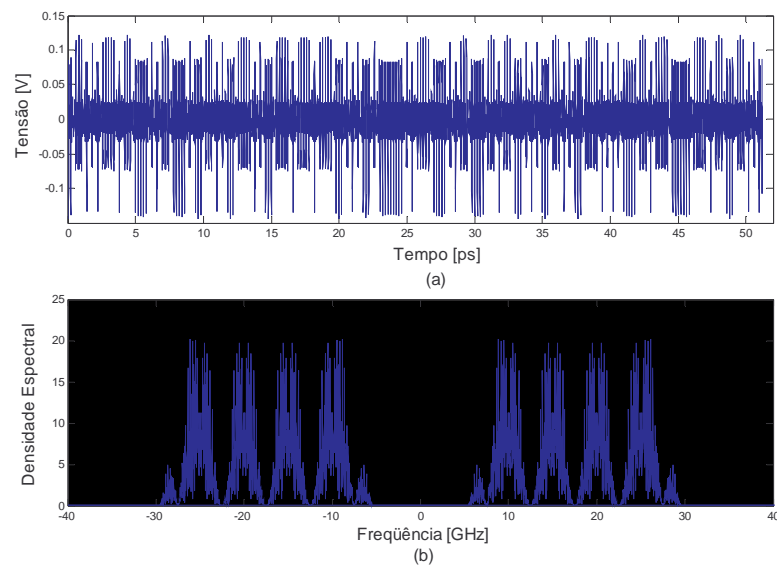 0.15
0.1
0.05
0
-0.05
-0.1
Tensão [V]
0 5 10 15 20 25 30 35 40 45 50
Tempo [ps]
(a)
25
20
15
10
5
0
Densidade Espectral
-40 -30 -20 -10 0 10 20 30 40
Freqüência [GHz]
(b)